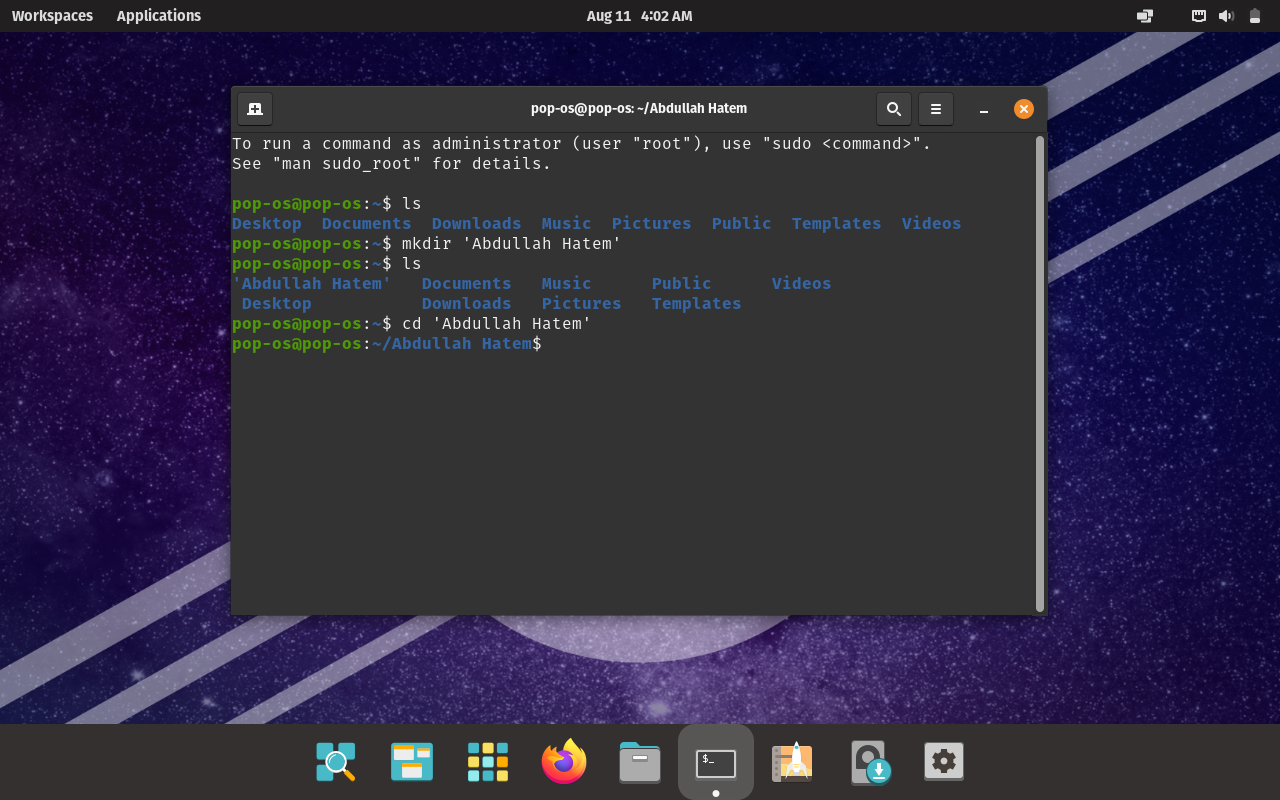 Workspaces Applications Aug 11 4:02 AM
pop-os@pop-os: ~/Abdullah Hatem
To run a command as administrator (user "root"), use "sudo <command>".
See "man sudo_root" for details.
pop-os@pop-os:~$ ls
Desktop  Documents  Downloads  Music  Pictures  Public  Templates  Videos
pop-os@pop-os:~$ mkdir 'Abdullah Hatem'
pop-os@pop-os:~$ ls
'Abdullah Hatem'   Documents   Music      Public      Videos
 Desktop           Downloads   Pictures   Templates
pop-os@pop-os:~$ cd 'Abdullah Hatem'
pop-os@pop-os:~/Abdullah Hatem$
$_